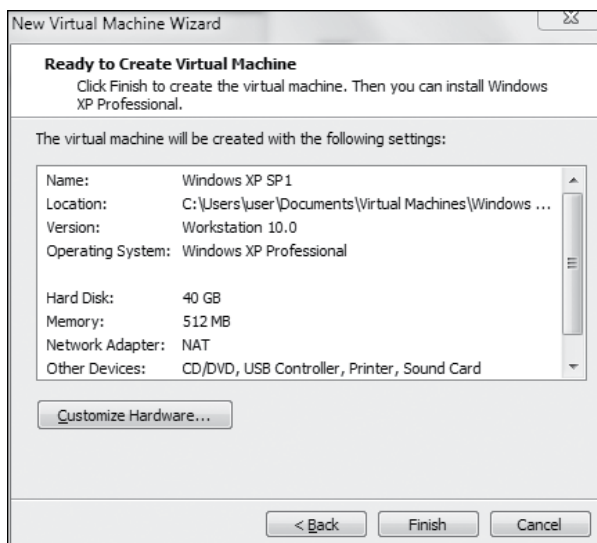 New Virtual Machine Wizard
Ready to Create Virtual Machine
Click Finish to create the virtual machine. Then you can install Windows
XP Professional.
The virtual machine will be created with the following settings:
Name: Windows XP SP1
Location: C:\Users\user\Documents\Virtual Machines\Windows ...
Version: Workstation 10.0
Operating System: Windows XP Professional
Hard Disk: 40 GB
Memory: 512 MB
Network Adapter: NAT
Other Devices: CD/DVD, USB Controller, Printer, Sound Card
Customize Hardware...
< Back Finish Cancel